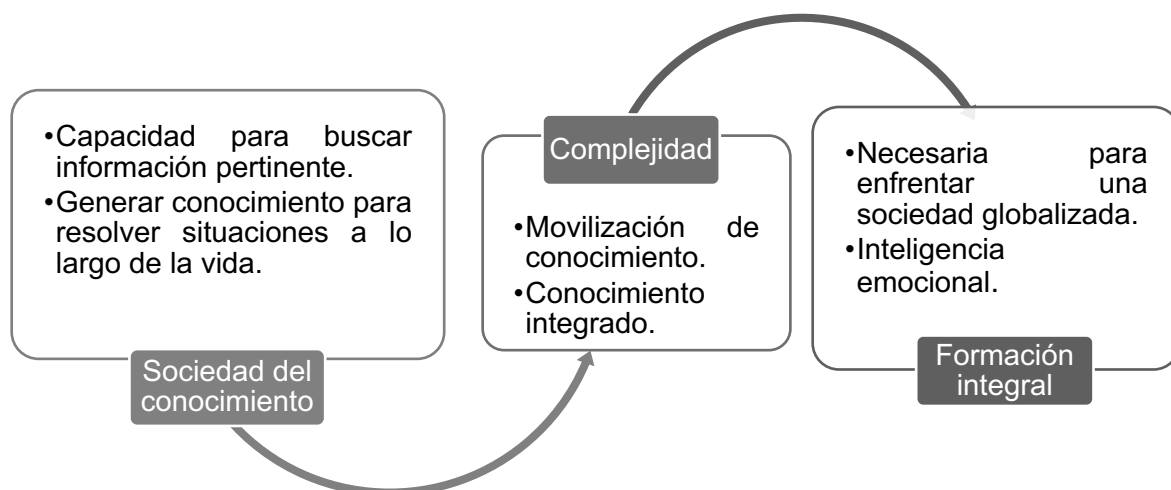 •Capacidad para buscar
información pertinente.
•Generar conocimiento para
resolver situaciones a lo
largo de la vida.
Sociedad del
conocimiento
Complejidad
•Movilización de
conocimiento.
•Conocimiento
integrado.
•Necesaria para
enfrentar una
sociedad globalizada.
•Inteligencia
emocional.
Formación
integral